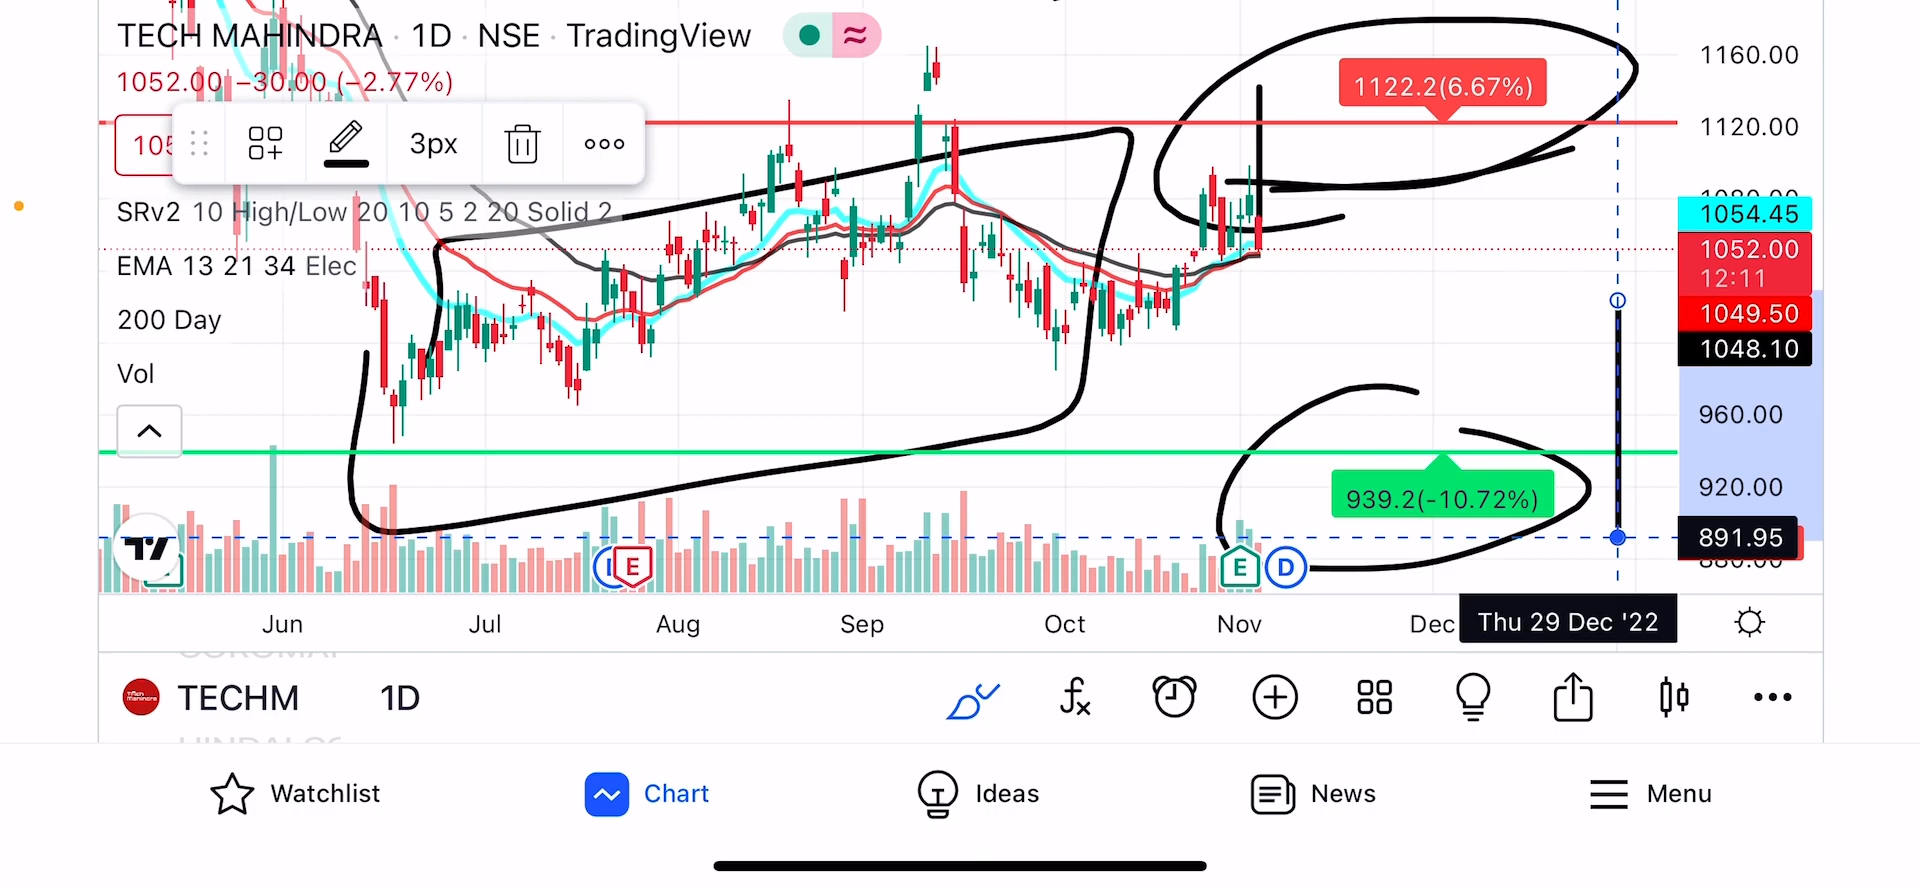 TECH MAHINDRA · 1D · NSE · TradingView
1052.00 −30.00 (−2.77%)
3px
SRv2 10 High/Low 20 10 5 2 20 Solid 2
EMA 13 21 34 Elec
200 Day
Vol
1122.2(6.67%)
939.2(-10.72%)
1160.00
1120.00
1080.00
1054.45
1052.00
12:11
1049.50
1048.10
960.00
920.00
891.95
880.00
E
E
D
Jun
Jul
Aug
Sep
Oct
Nov
Dec
Thu 29 Dec '22
TECHM
1D
Watchlist
Chart
Ideas
News
Menu